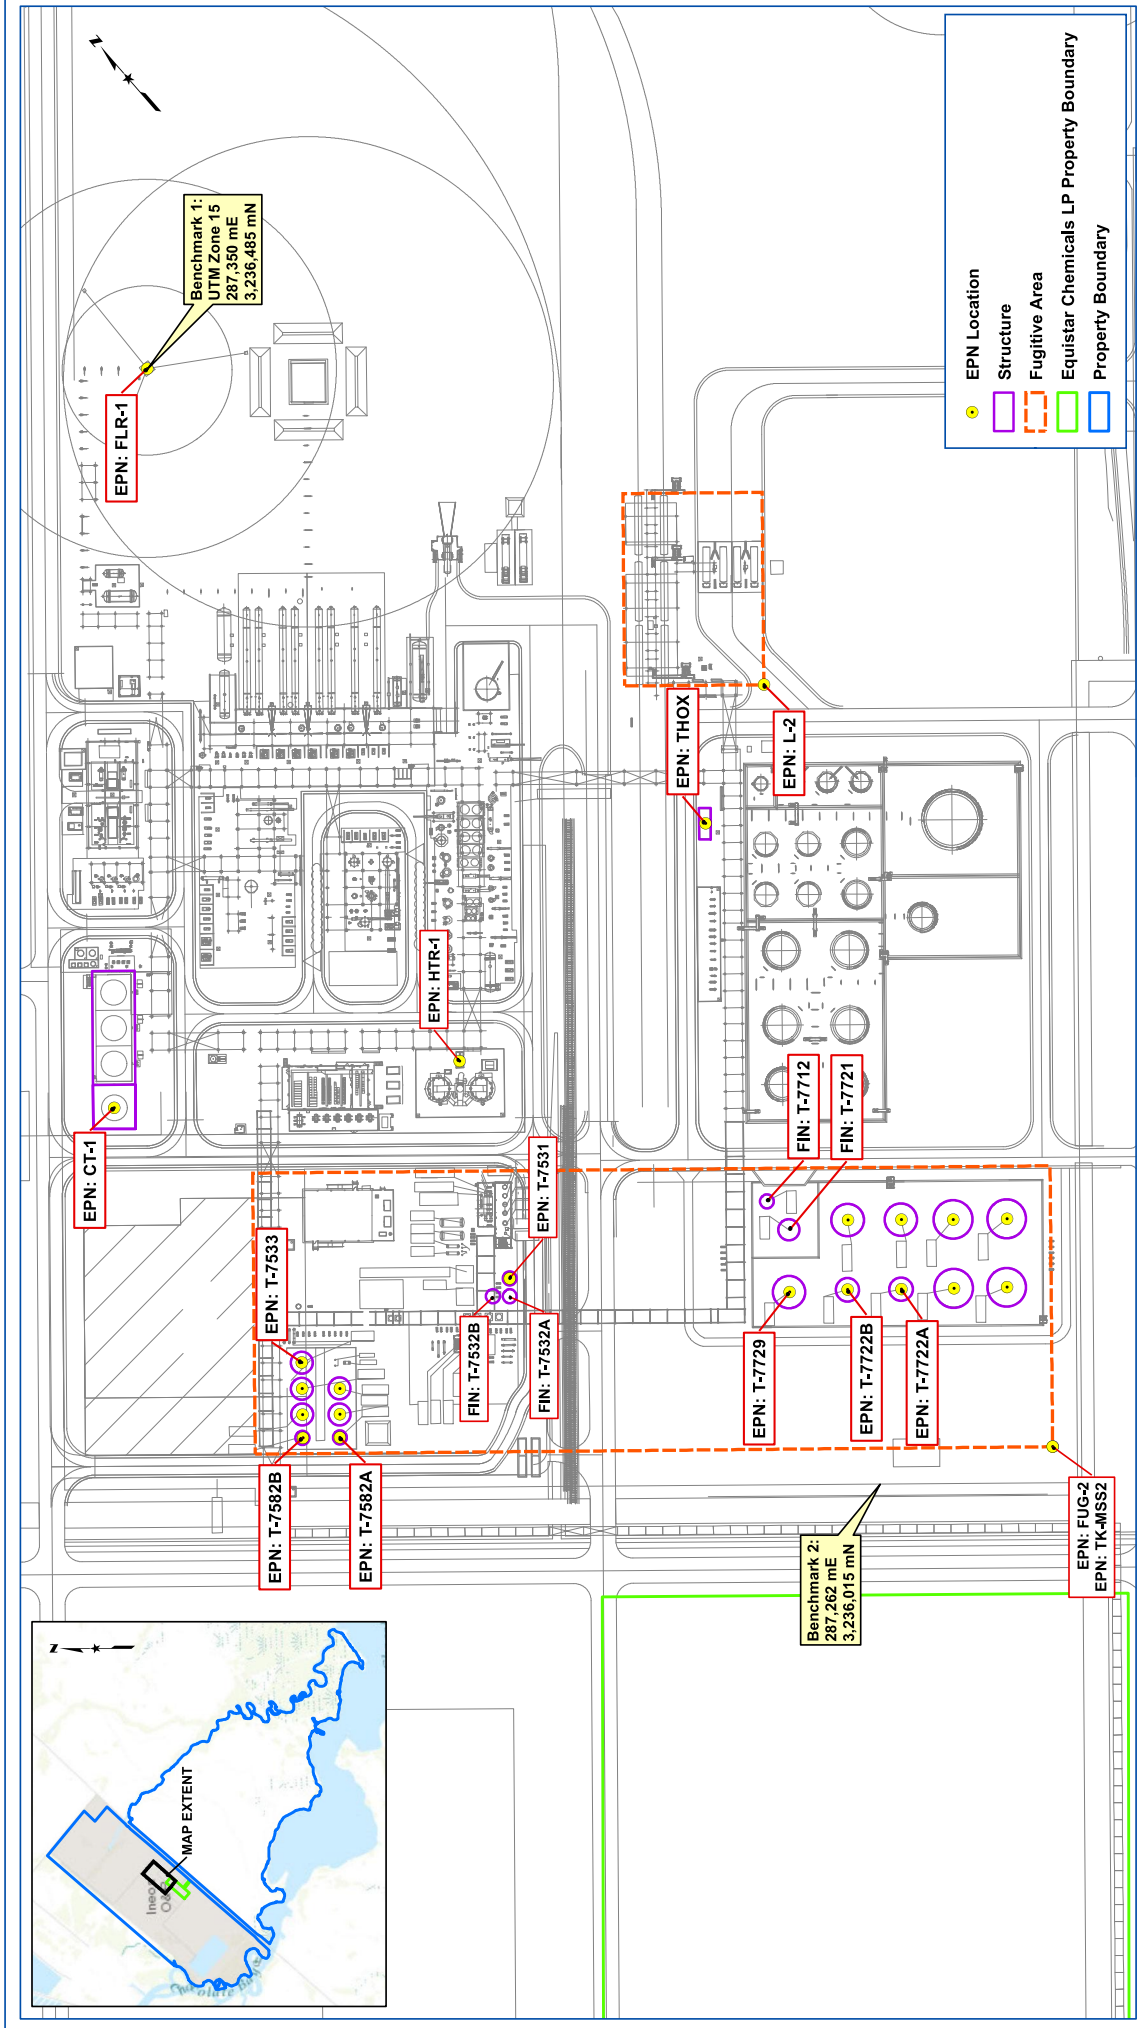 N
Benchmark 1:
UTM Zone 15
287,350 mE
3,236,485 mN
EPN: FLR-1
EPN Location
Structure
Fugitive Area
Equistar Chemicals LP Property Boundary
Property Boundary
EPN: THOX
EPN: L-2
EPN: HTR-1
EPN: CT-1
FIN: T-7712
FIN: T-7721
EPN: T-7531
EPN: T-7533
FIN: T-7532B
FIN: T-7532A
EPN: T-7729
EPN: T-7722B
EPN: T-7722A
EPN: T-7582B
EPN: T-7582A
EPN: FUG-2
EPN: TK-MSS2
Benchmark 2:
287,262 mE
3,236,015 mN
N
MAP EXTENT
Ineos